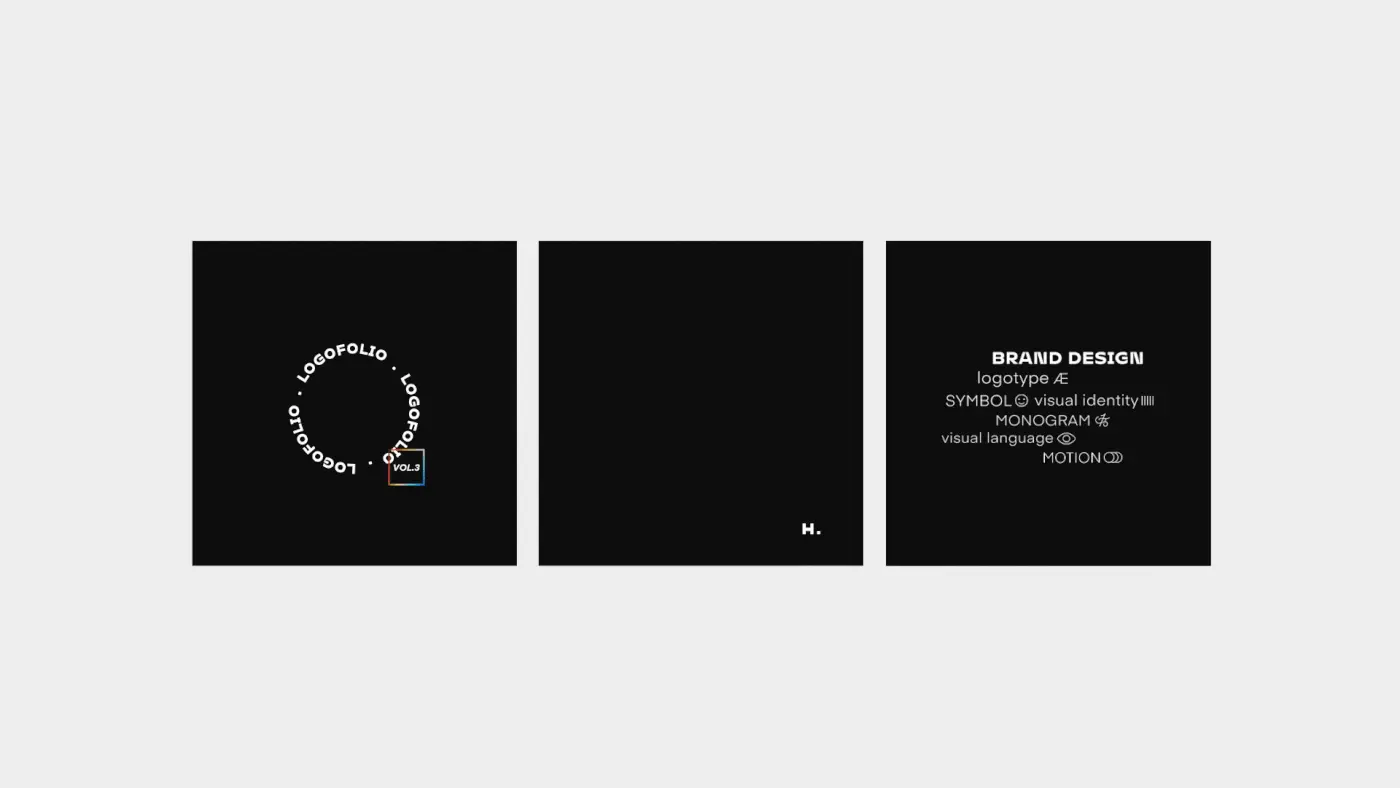 LOGOFOLIO · LOGOFOLIO · LOGOFOLIO ·
VOL.3
H.
BRAND DESIGN
logotype Æ
SYMBOL visual identity
MONOGRAM
visual language
MOTION